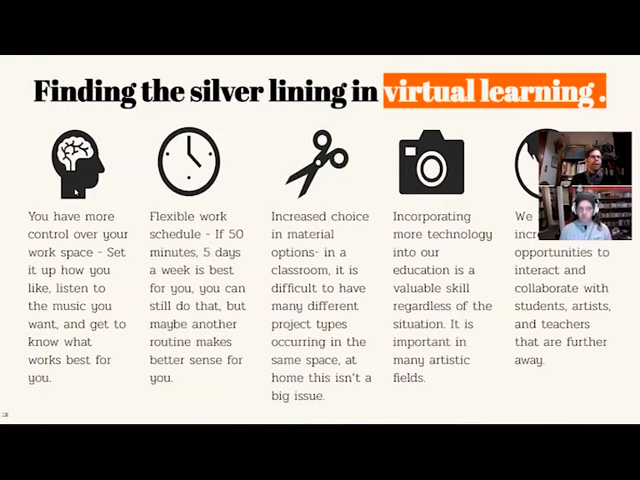 Finding the silver lining in virtual learning .
You have more
control over your
work space - Set
it up how you
like, listen to
the music you
want, and get to
know what
works best for
you.
Flexible work
schedule - If 50
minutes, 5 days
a week is best
for you, you can
still do that, but
maybe another
routine makes
better sense for
you.
Increased choice
in material
options- in a
classroom, it is
difficult to have
many different
project types
occurring in the
same space, at
home this isn't a
big issue.
Incorporating
more technology
into our
education is a
valuable skill
regardless of the
situation. It is
important in
many artistic
fields.
We
opportunities to
interact and
collaborate with
students, artists,
and teachers
that are further
away.